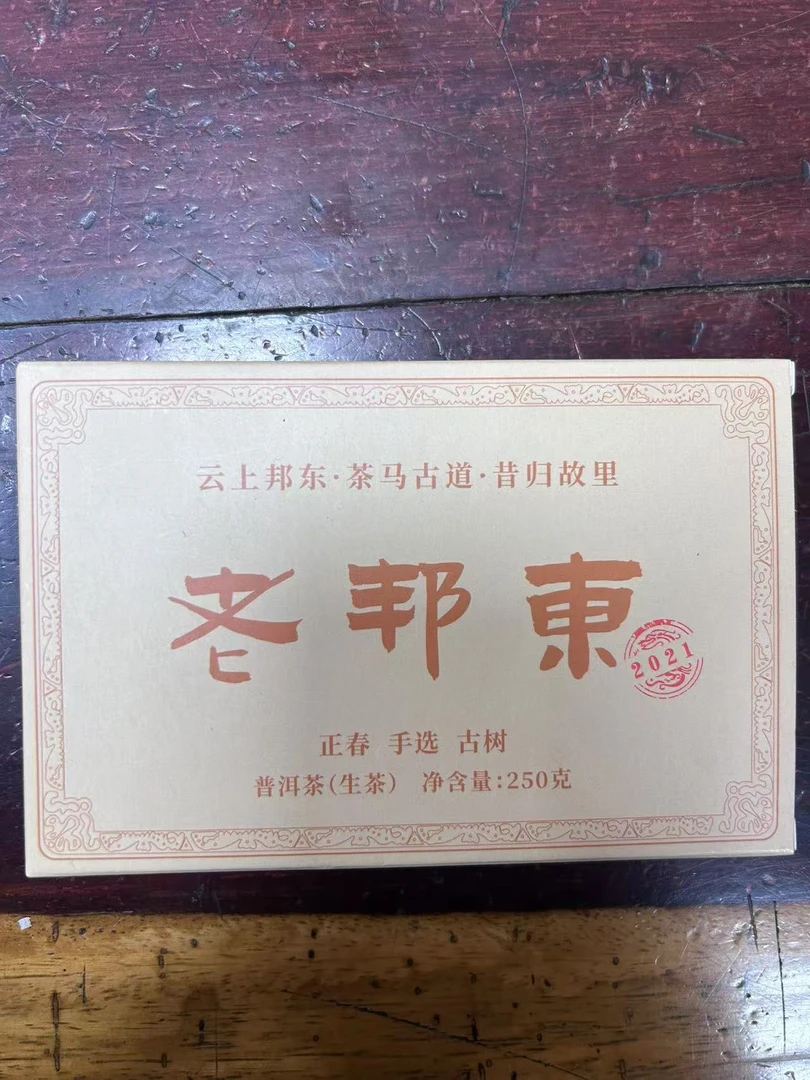 云上邦东·茶马古道·昔归故里
老邦東
2021
正春 手选 古树
普洱茶(生茶) 净含量:250克